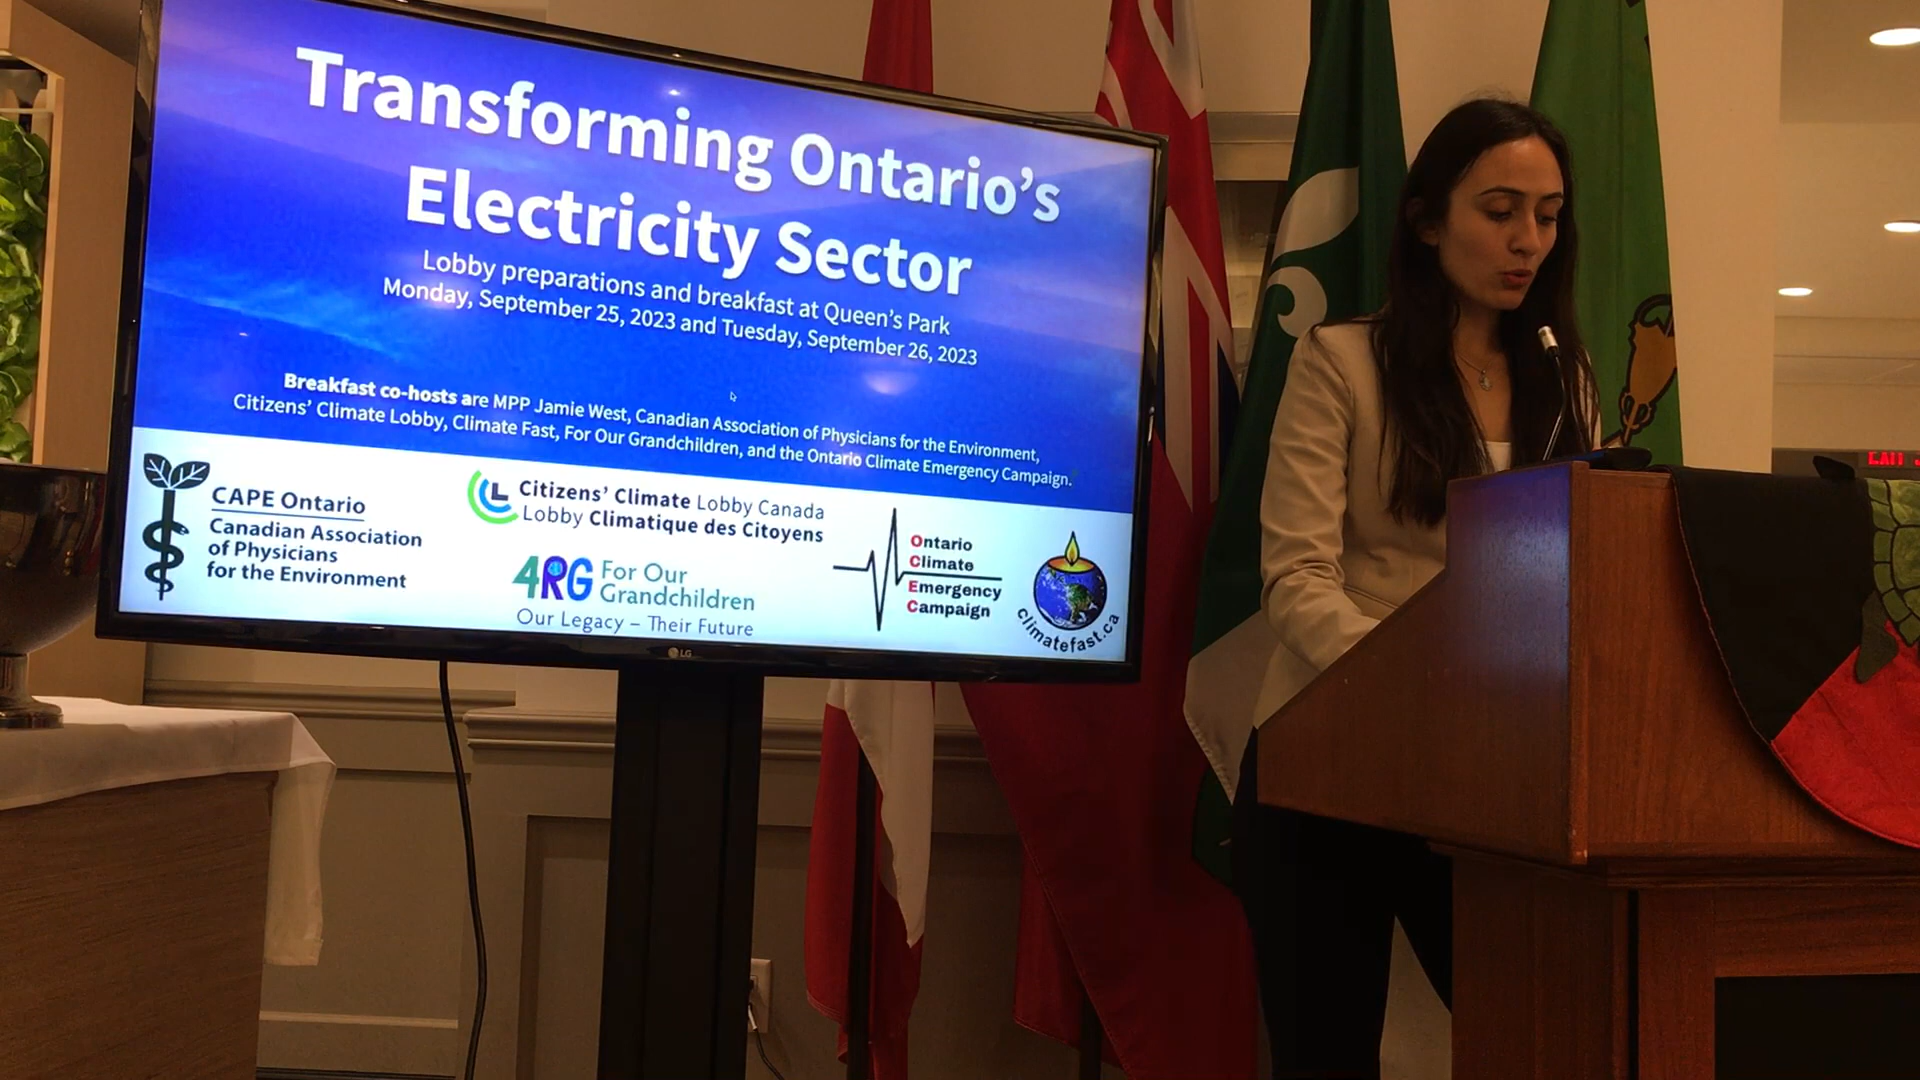 Transforming Ontario's
Electricity Sector
Lobby preparations and breakfast at Queen's Park
Monday, September 25, 2023 and Tuesday, September 26, 2023
Breakfast co-hosts are MPP Jamie West, Canadian Association of Physicians for the Environment,
Citizens' Climate Lobby, Climate Fast, For Our Grandchildren, and the Ontario Climate Emergency Campaign.
CAPE Ontario
Canadian Association
of Physicians
for the Environment
Citizens' Climate Lobby Canada
Lobby Climatique des Citoyens
4RG For Our
Grandchildren
Our Legacy – Their Future
Ontario
Climate
Emergency
Campaign
climatefast.ca
LG
EXIT